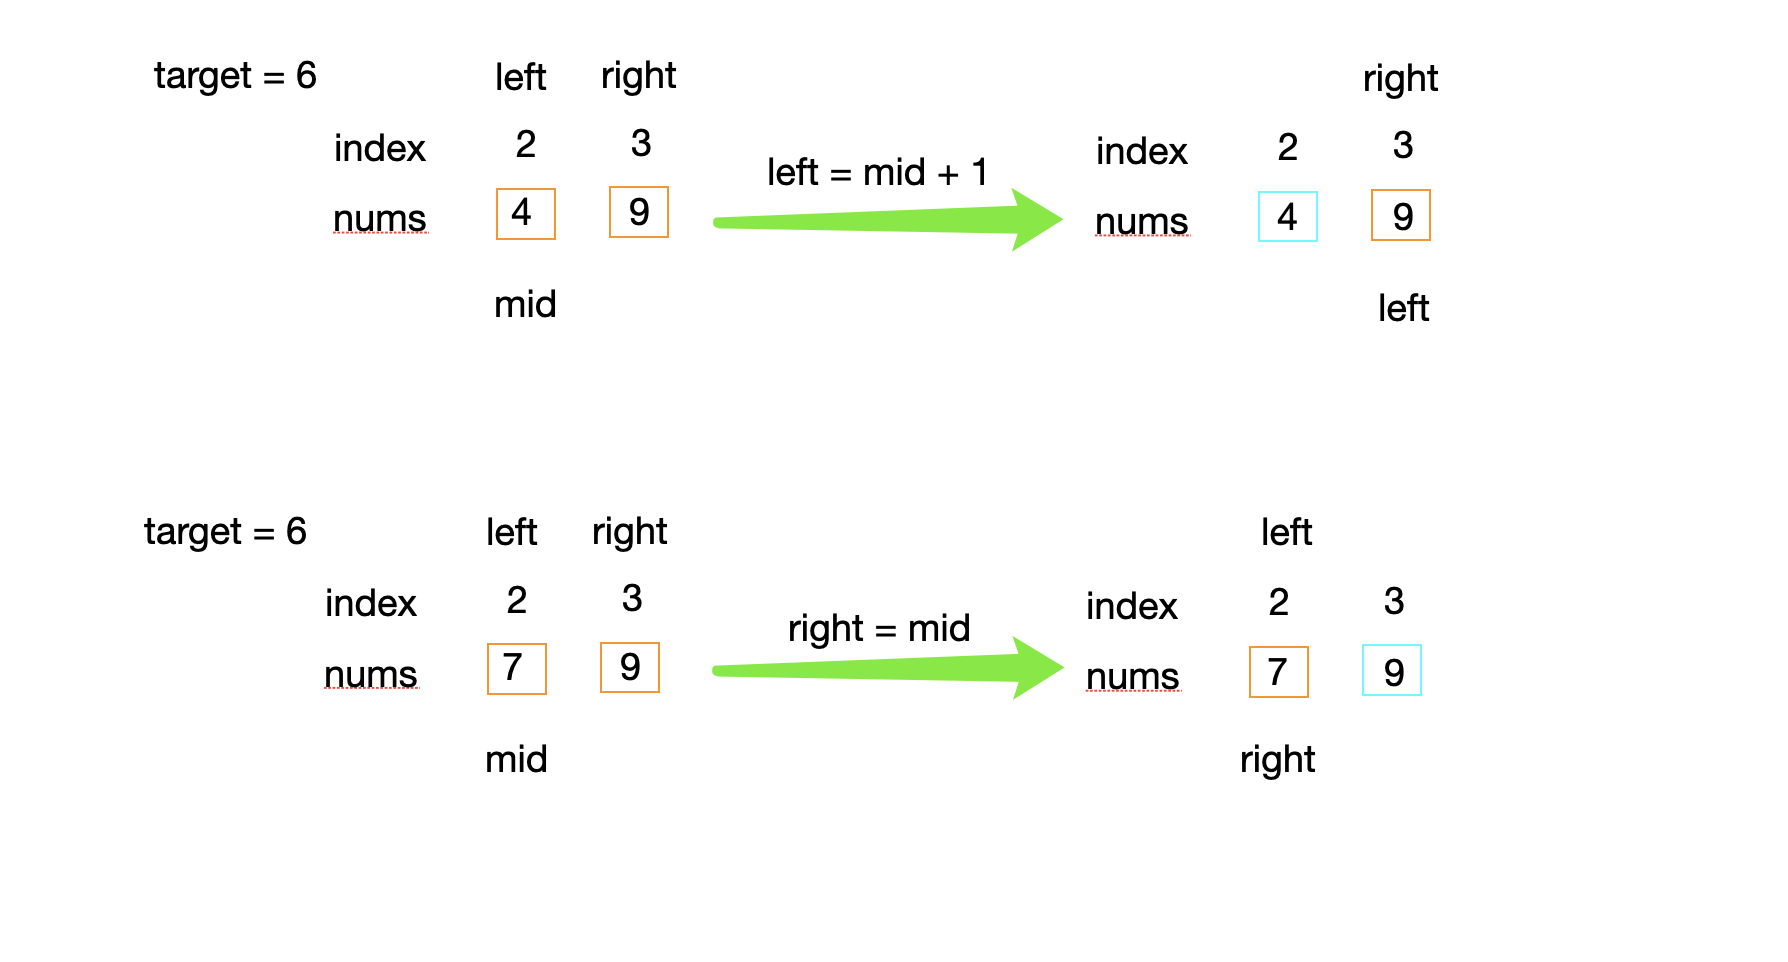 target = 6 left right right
index 2 3 left = mid + 1 index 2 3
nums 4 9 nums 4 9
mid left
target = 6 left right left
index 2 3 right = mid index 2 3
nums 7 9 nums 7 9
mid right